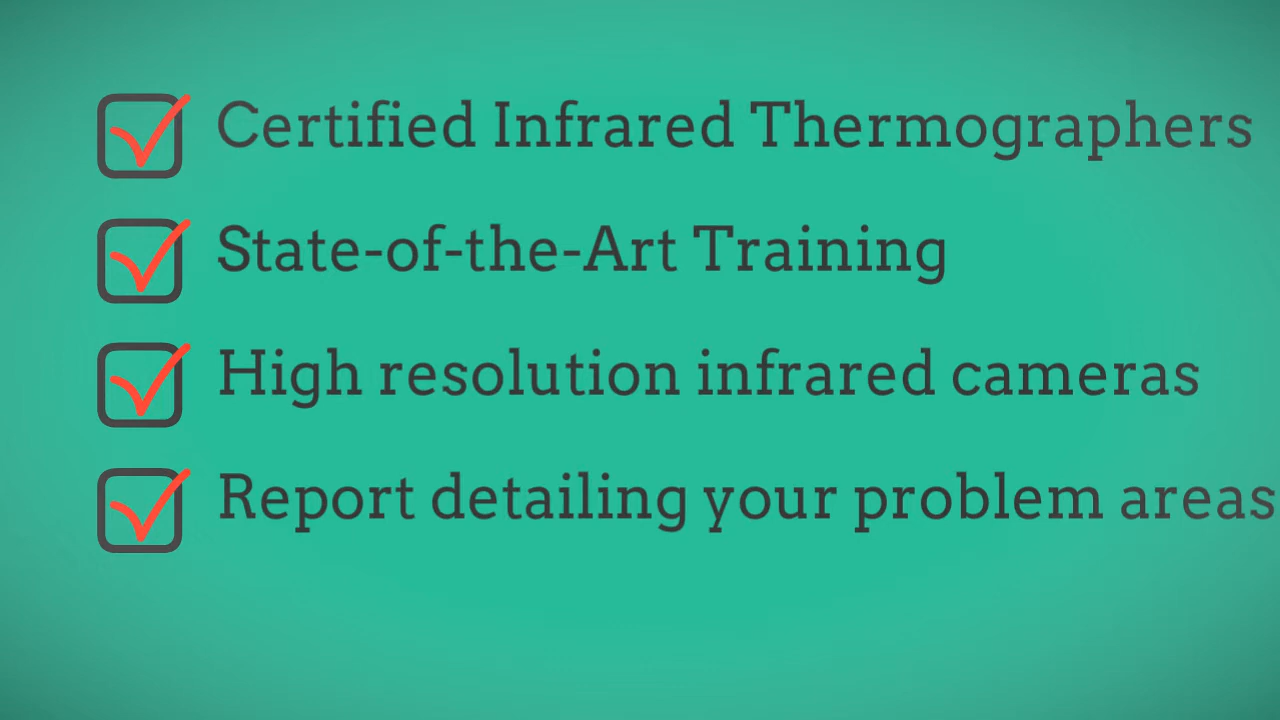 Certified Infrared Thermographers
State-of-the-Art Training
High resolution infrared cameras
Report detailing your problem areas